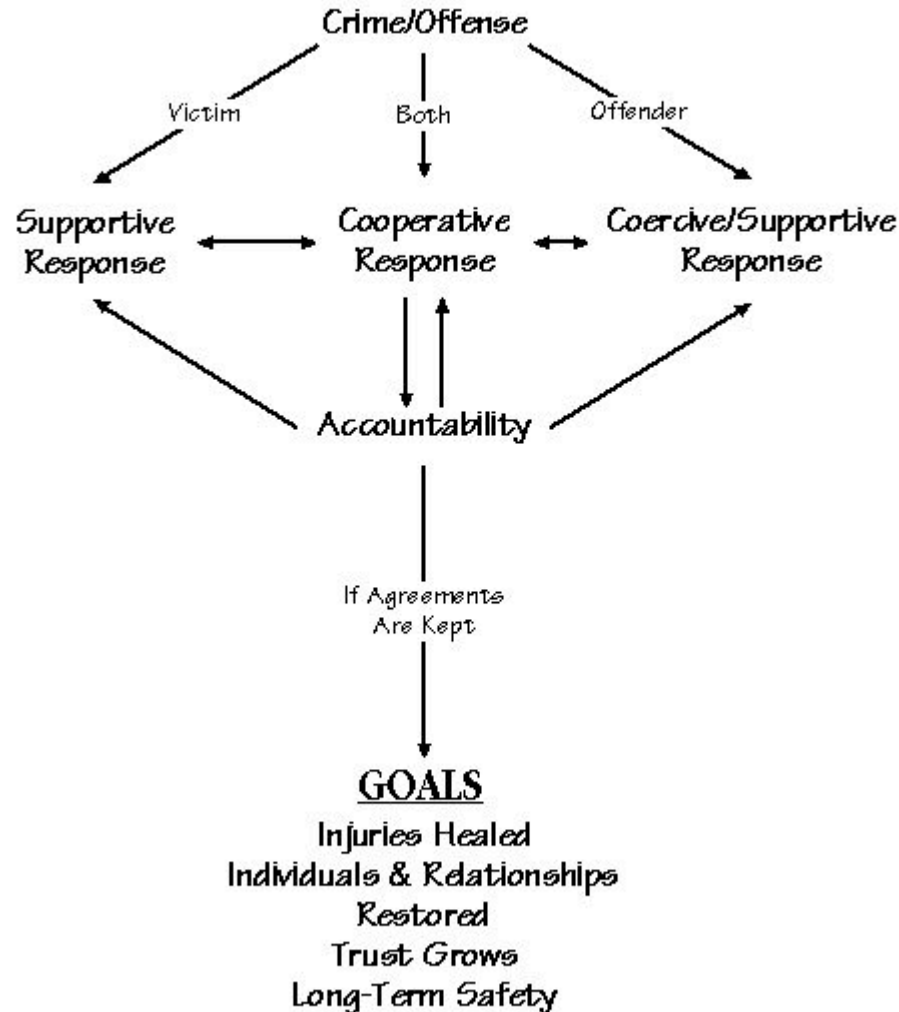 Crime/Offense
Victim
Both
Offender
Supportive
Response
Cooperative
Response
Coercive/Supportive
Response
Accountability
If Agreements
Are Kept
GOALS
Injuries Healed
Individuals & Relationships
Restored
Trust Grows
Long-Term Safety